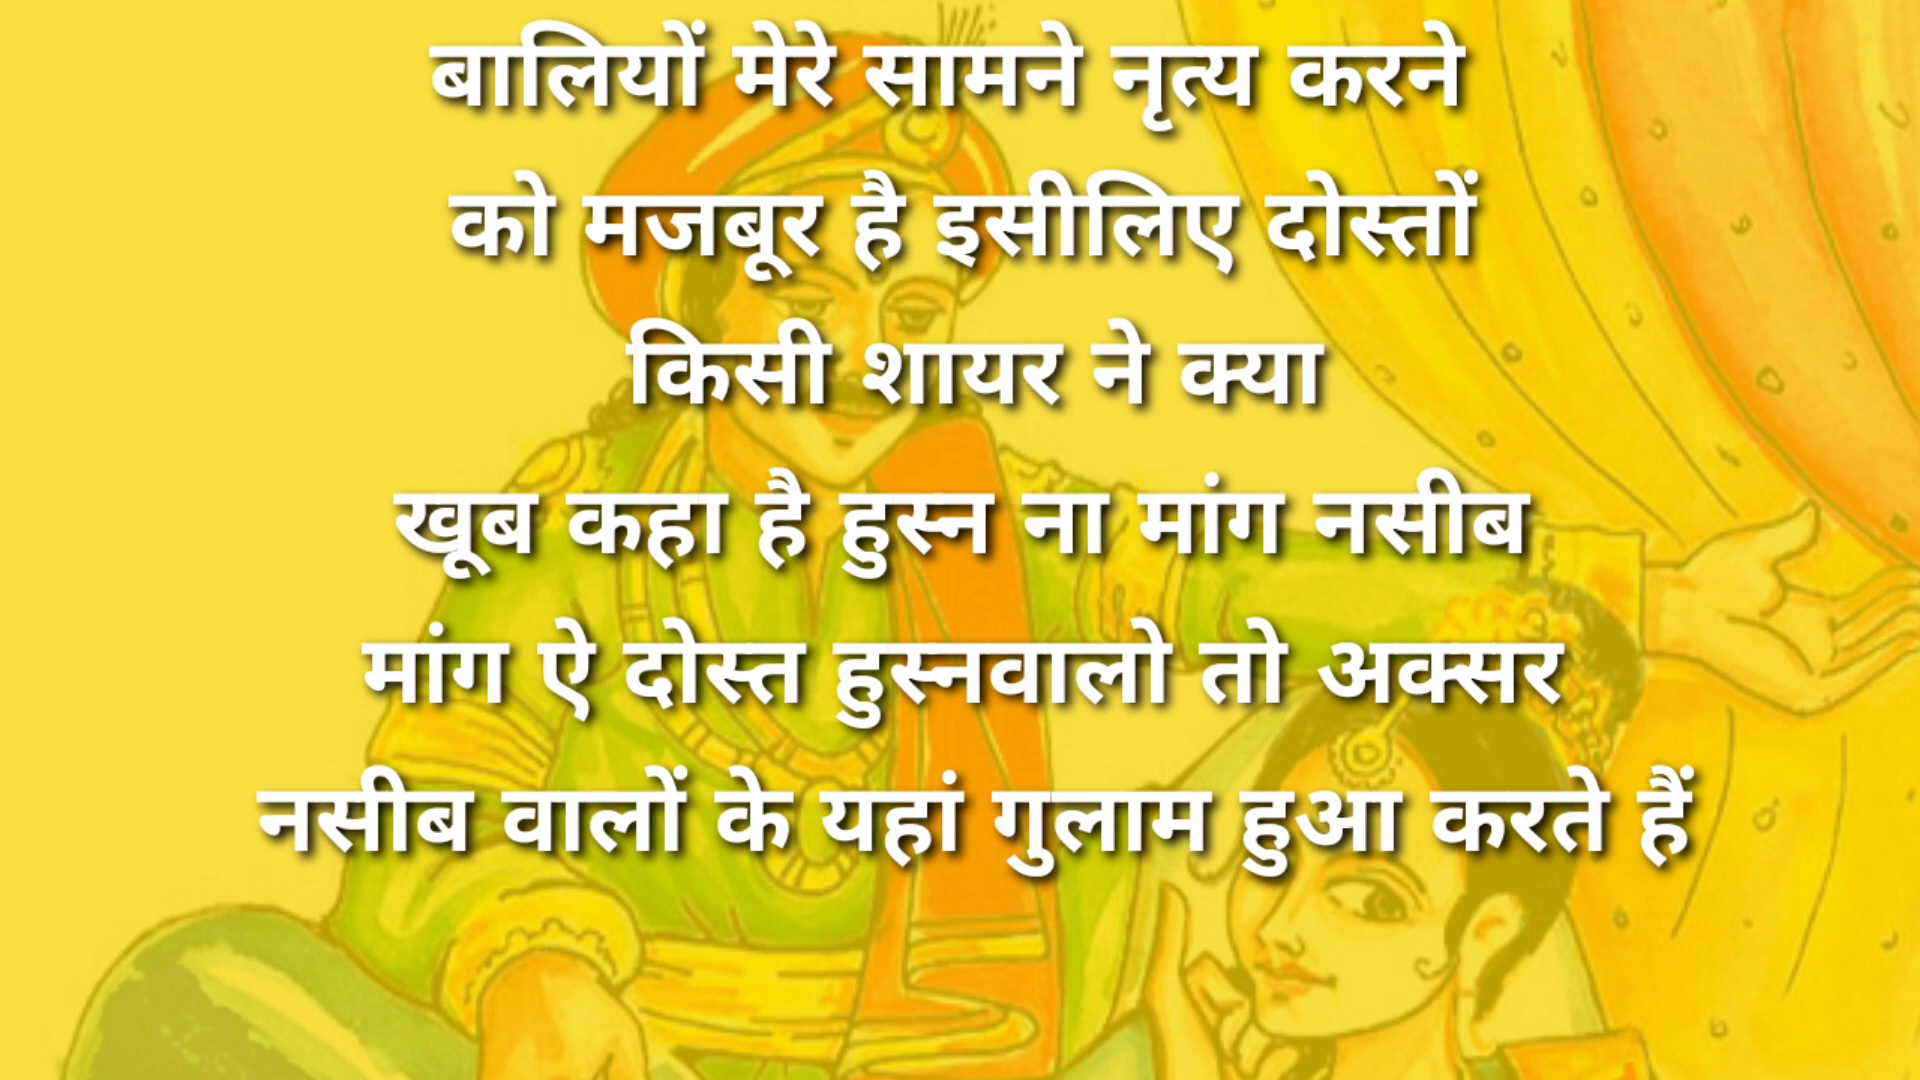 बालियों मेरे सामने नृत्य करने
को मजबूर है इसीलिए दोस्तों
किसी शायर ने क्या
खूब कहा है हुस्न ना मांग नसीब
मांग ऐ दोस्त हुस्नवालो तो अक्सर
नसीब वालों के यहां गुलाम हुआ करते हैं